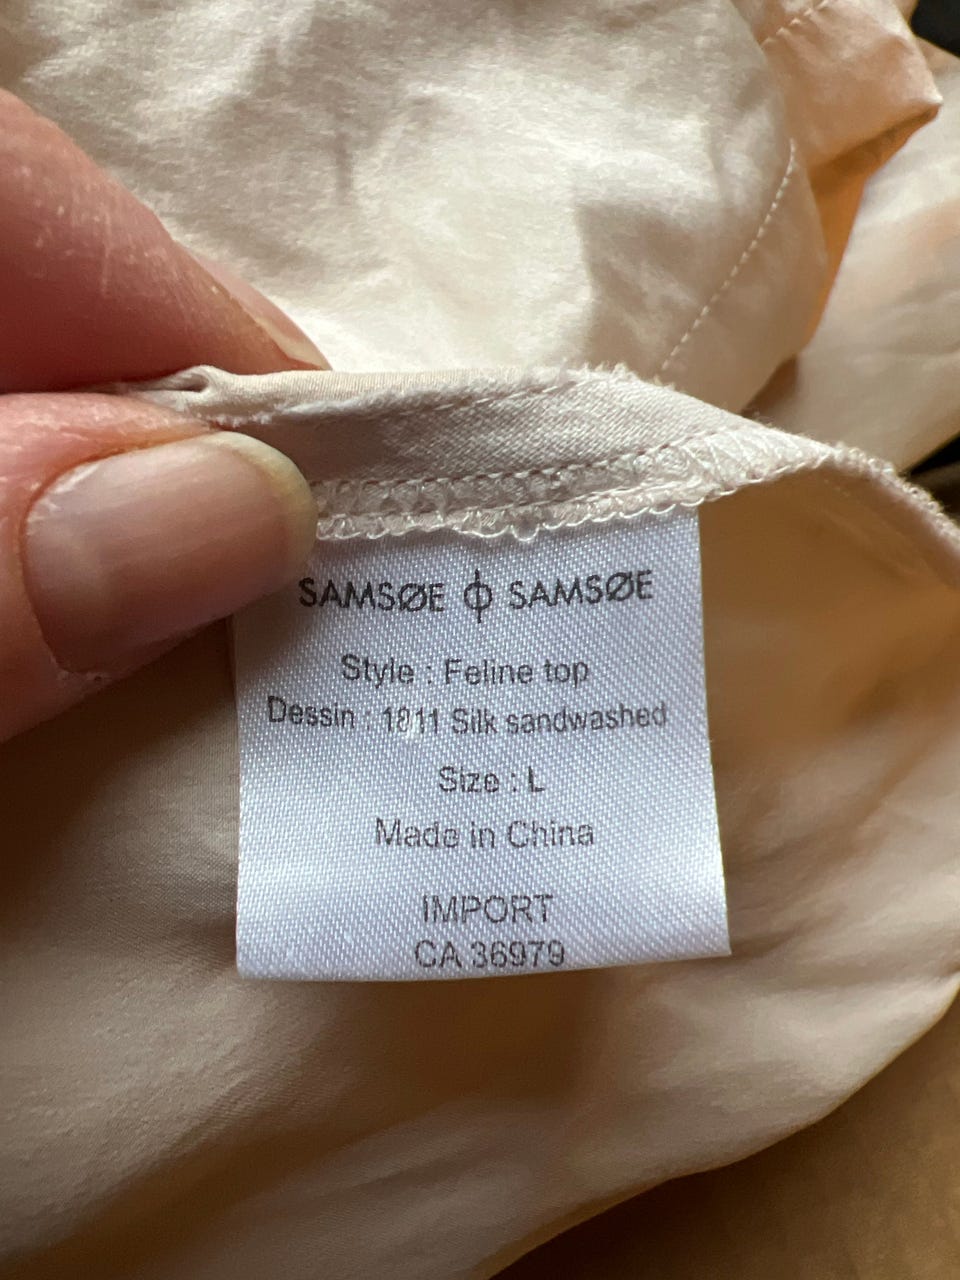 SAMSØE ϕ SAMSØE
Style : Feline top
Dessin : 1811 Silk sandwashed
Size : L
Made in China
IMPORT
CA 36979